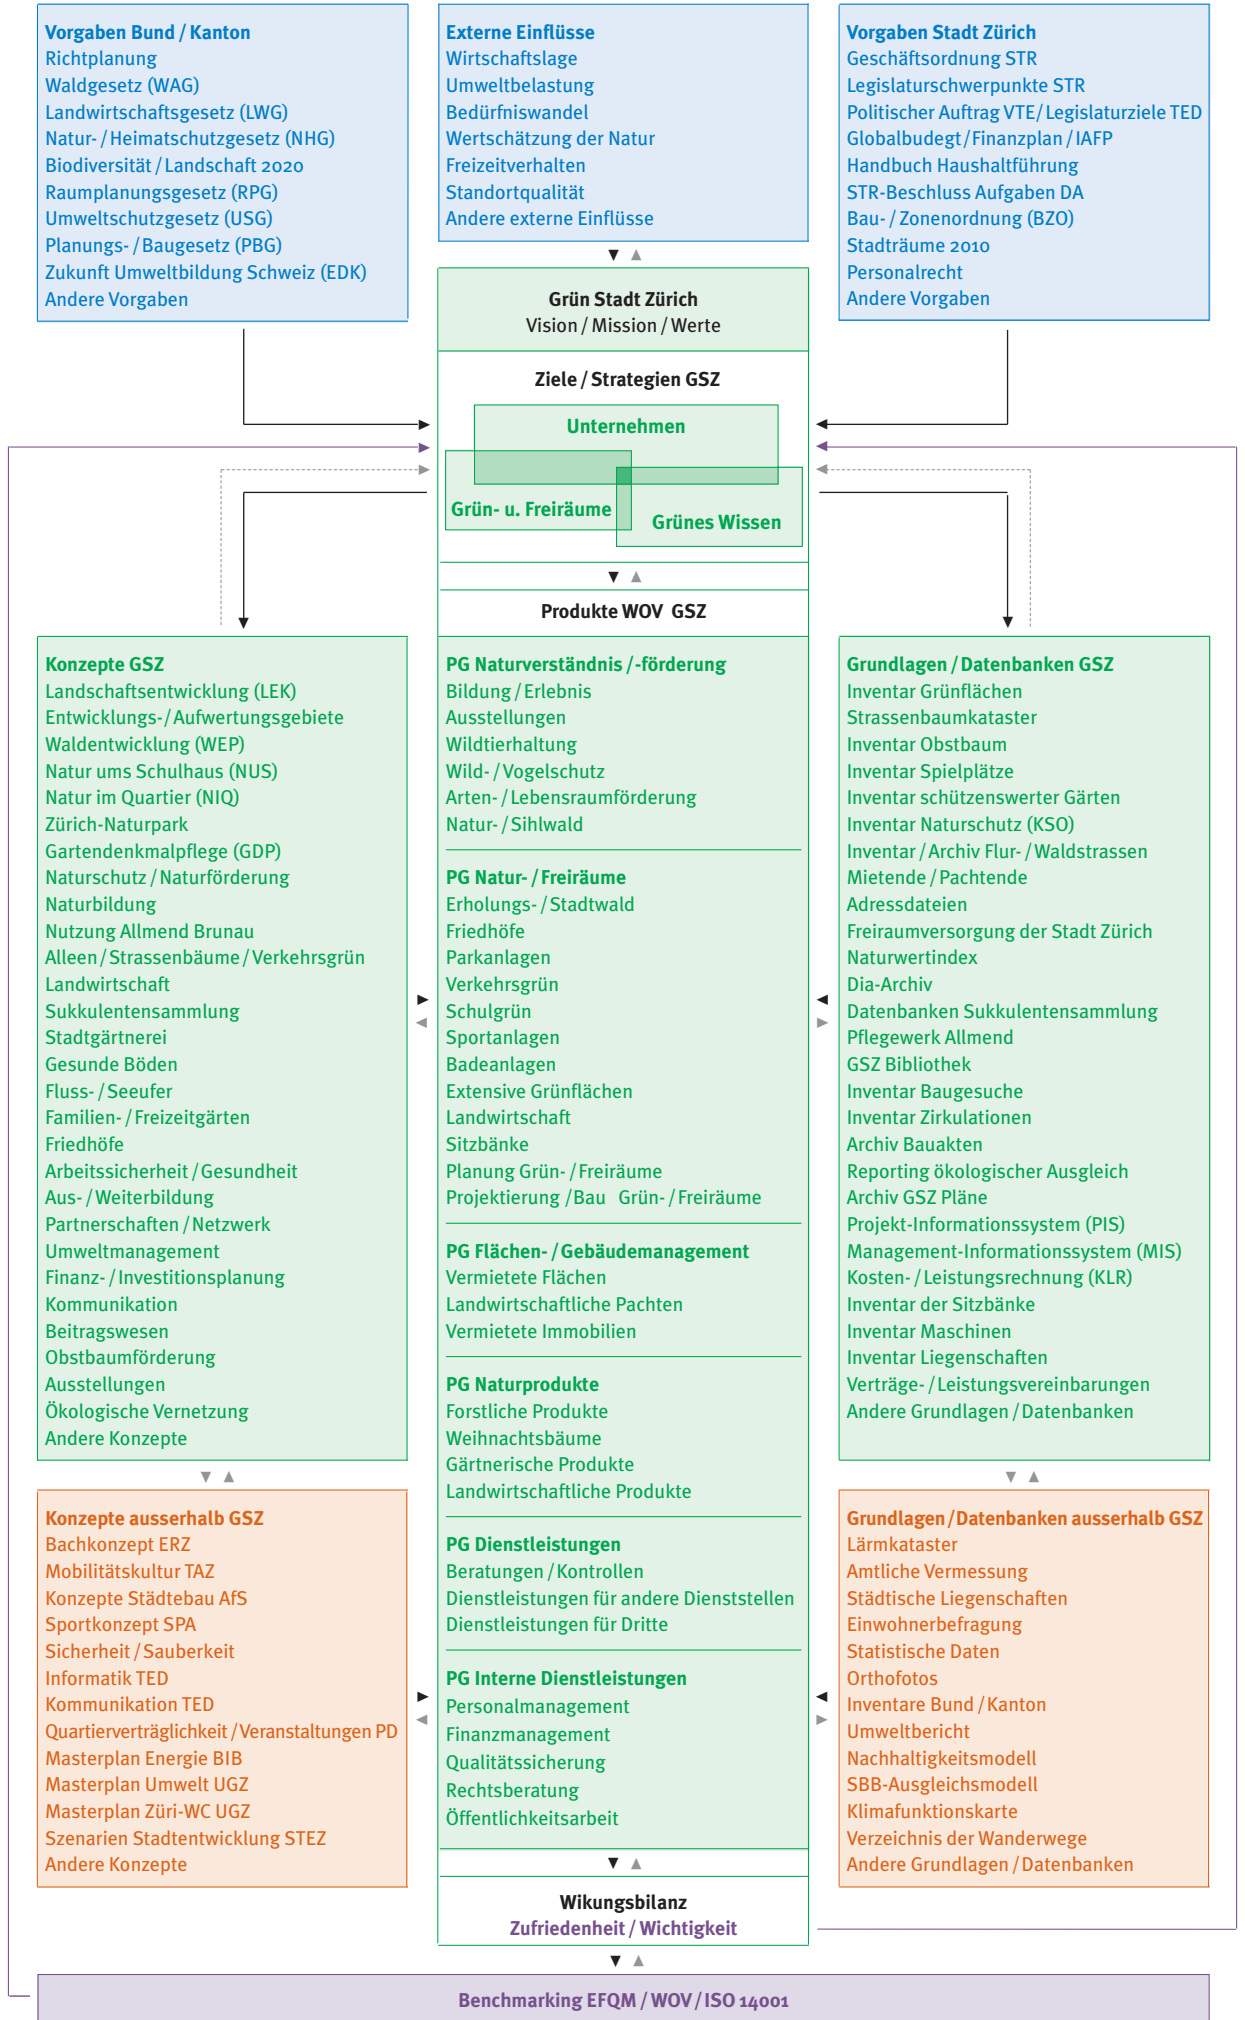 Vorgaben Bund / Kanton
Richtplanung
Waldgesetz (WAG)
Landwirtschaftsgesetz (LWG)
Natur- / Heimatschutzgesetz (NHG)
Biodiversität / Landschaft 2020
Raumplanungsgesetz (RPG)
Umweltschutzgesetz (USG)
Planungs- / Baugesetz (PBG)
Zukunft Umweltbildung Schweiz (EDK)
Andere Vorgaben
Externe Einflüsse
Wirtschaftslage
Umweltbelastung
Bedürfniswandel
Wertschätzung der Natur
Freizeitverhalten
Standortqualität
Andere externe Einflüsse
Vorgaben Stadt Zürich
Geschäftsordnung STR
Legislaturschwerpunkte STR
Politischer Auftrag VTE / Legislaturziele TED
Globalbudegt / Finanzplan / IAFP
Handbuch Haushaltführung
STR-Beschluss Aufgaben DA
Bau- / Zonenordnung (BZO)
Stadträume 2010
Personalrecht
Andere Vorgaben
Grün Stadt Zürich
Vision / Mission / Werte
Ziele / Strategien GSZ
Unternehmen
Grün- u. Freiräume
Grünes Wissen
Produkte WOV GSZ
Konzepte GSZ
Landschaftsentwicklung (LEK)
Entwicklungs- / Aufwertungsgebiete
Waldentwicklung (WEP)
Natur ums Schulhaus (NUS)
Natur im Quartier (NIQ)
Zürich-Naturpark
Gartendenkmalpflege (GDP)
Naturschutz / Naturförderung
Naturbildung
Nutzung Allmend Brunau
Alleen / Strassenbäume / Verkehrsgrün
Landwirtschaft
Sukkulentensammlung
Stadtgärtnerei
Gesunde Böden
Fluss- / Seeufer
Familien- / Freizeitgärten
Friedhöfe
Arbeitssicherheit / Gesundheit
Aus- / Weiterbildung
Partnerschaften / Netzwerk
Umweltmanagement
Finanz- / Investitionsplanung
Kommunikation
Beitragswesen
Obstbaumförderung
Ausstellungen
Ökologische Vernetzung
Andere Konzepte
PG Naturverständnis / -förderung
Bildung / Erlebnis
Ausstellungen
Wildtierhaltung
Wild- / Vogelschutz
Arten- / Lebensraumförderung
Natur- / Sihlwald
PG Natur- / Freiräume
Erholungs- / Stadtwald
Friedhöfe
Parkanlagen
Verkehrsgrün
Schulgrün
Sportanlagen
Badeanlagen
Extensive Grünflächen
Landwirtschaft
Sitzbänke
Planung Grün- / Freiräume
Projektierung / Bau Grün- / Freiräume
PG Flächen- / Gebäudemanagement
Vermietete Flächen
Landwirtschaftliche Pachten
Vermietete Immobilien
PG Naturprodukte
Forstliche Produkte
Weihnachtsbäume
Gärtnerische Produkte
Landwirtschaftliche Produkte
PG Dienstleistungen
Beratungen / Kontrollen
Dienstleistungen für andere Dienststellen
Dienstleistungen für Dritte
PG Interne Dienstleistungen
Personalmanagement
Finanzmanagement
Qualitätssicherung
Rechtsberatung
Öffentlichkeitsarbeit
Grundlagen / Datenbanken GSZ
Inventar Grünflächen
Strassenbaumkataster
Inventar Obstbaum
Inventar Spielplätze
Inventar schützenswerter Gärten
Inventar Naturschutz (KSO)
Inventar / Archiv Flur- / Waldstrassen
Mietende / Pachtende
Adressdateien
Freiraumversorgung der Stadt Zürich
Naturwertindex
Dia-Archiv
Datenbanken Sukkulentensammlung
Pflegewerk Allmend
GSZ Bibliothek
Inventar Baugesuche
Inventar Zirkulationen
Archiv Bauakten
Reporting ökologischer Ausgleich
Archiv GSZ Pläne
Projekt-Informationssystem (PIS)
Management-Informationssystem (MIS)
Kosten- / Leistungsrechnung (KLR)
Inventar der Sitzbänke
Inventar Maschinen
Inventar Liegenschaften
Verträge- / Leistungsvereinbarungen
Andere Grundlagen / Datenbanken
Konzepte ausserhalb GSZ
Bachkonzept ERZ
Mobilitätskultur TAZ
Konzepte Städtebau AfS
Sportkonzept SPA
Sicherheit / Sauberkeit
Informatik TED
Kommunikation TED
Quartierverträglichkeit / Veranstaltungen PD
Masterplan Energie BIB
Masterplan Umwelt UGZ
Masterplan Züri-WC UGZ
Szenarien Stadtentwicklung STEZ
Andere Konzepte
Grundlagen / Datenbanken ausserhalb GSZ
Lärmkataster
Amtliche Vermessung
Städtische Liegenschaften
Einwohnerbefragung
Statistische Daten
Orthofotos
Inventare Bund / Kanton
Umweltbericht
Nachhaltigkeitsmodell
SBB-Ausgleichsmodell
Klimafunktionskarte
Verzeichnis der Wanderwege
Andere Grundlagen / Datenbanken
Wikungsbilanz
Zufriedenheit / Wichtigkeit
Benchmarking EFQM / WOV / ISO 14001